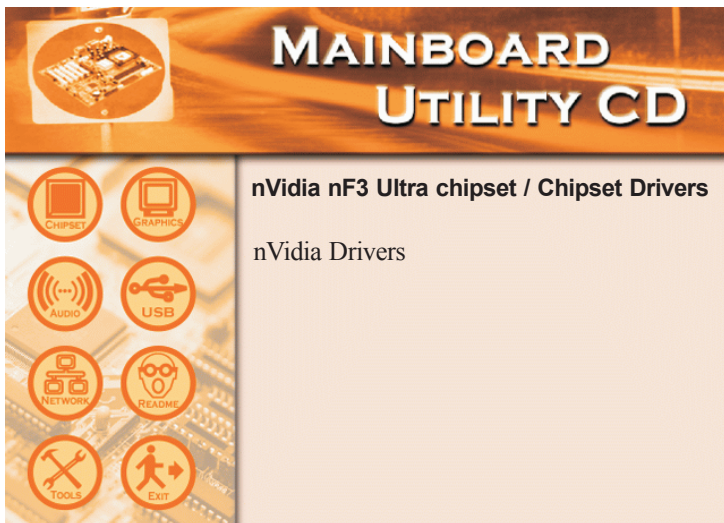 MAINBOARD
UTILITY CD
CHIPSET
GRAPHICS
nVidia nF3 Ultra chipset / Chipset Drivers
nVidia Drivers
AUDIO
USB
NETWORK
README
TOOLS
EXIT